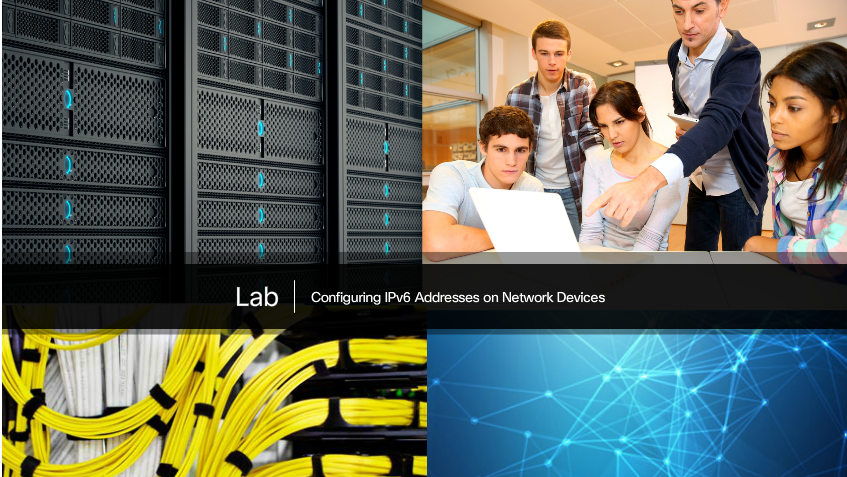 Lab
Configuring IPv6 Addresses on Network Devices